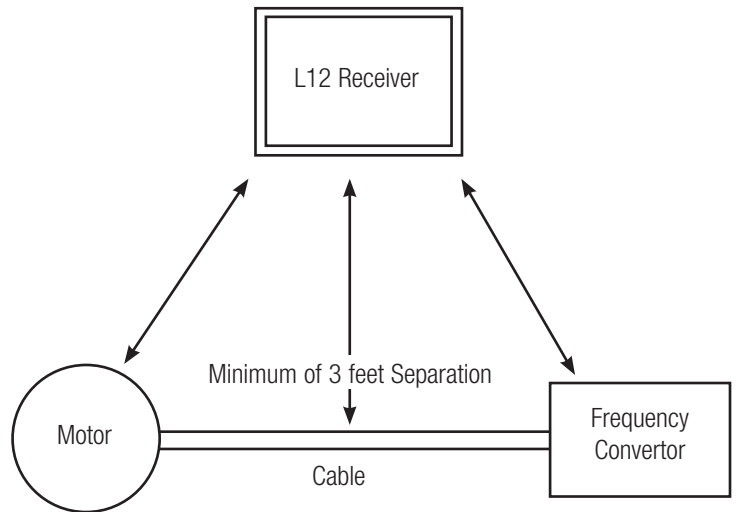 L12 Receiver
Minimum of 3 feet Separation
Motor
Frequency
Convertor
Cable